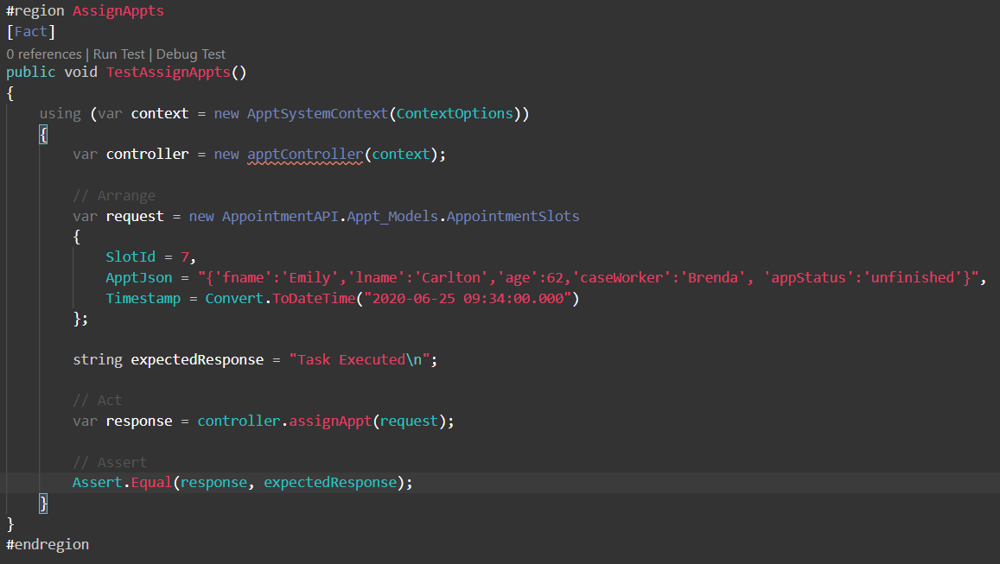 #region AssignAppts
[Fact]
0 references | Run Test | Debug Test
public void TestAssignAppts()
{
using (var context = new ApptSystemContext(ContextOptions))
{
var controller = new apptController(context);
// Arrange
var request = new AppointmentAPI.Appt_Models.AppointmentSlots
{
SlotId = 7,
ApptJson = "{'fname':'Emily','lname':'Carlton','age':62,'caseWorker':'Brenda', 'appStatus':'unfinished'}",
Timestamp = Convert.ToDateTime("2020-06-25 09:34:00.000")
};
string expectedResponse = "Task Executed\n";
// Act
var response = controller.assignAppt(request);
// Assert
Assert.Equal(response, expectedResponse);
}
}
#endregion